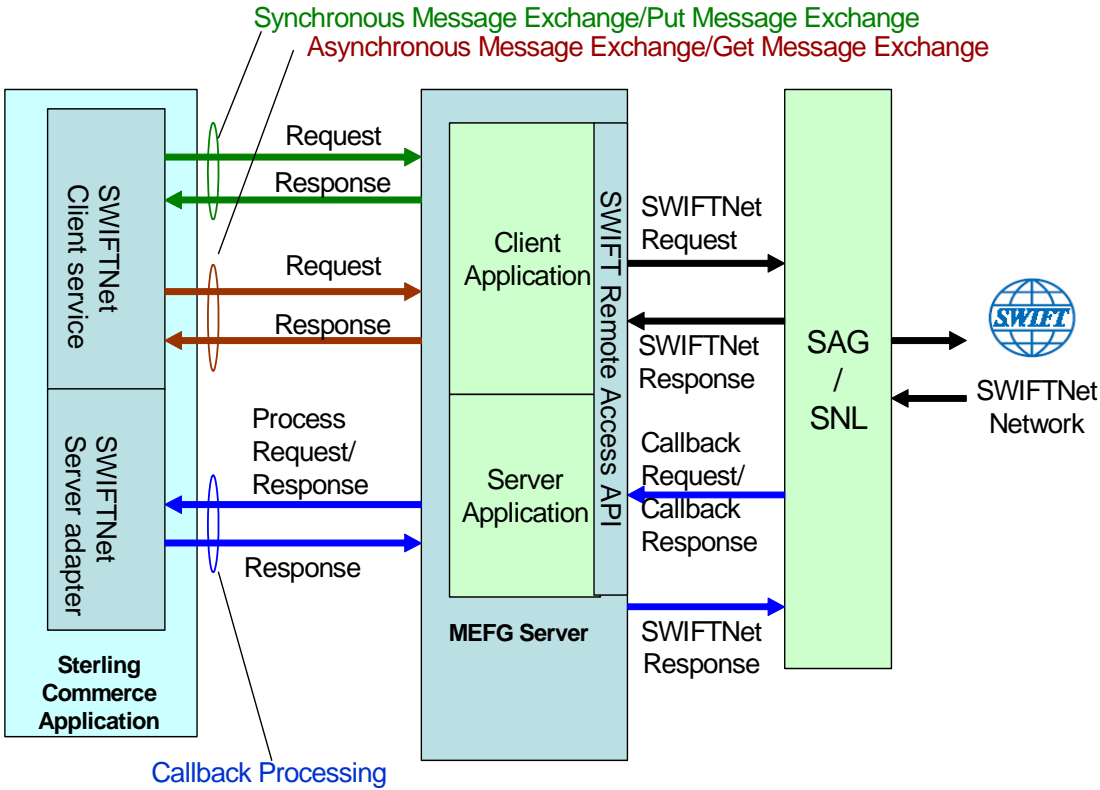 Synchronous Message Exchange/Put Message Exchange
Asynchronous Message Exchange/Get Message Exchange
SWIFTNet
Client service
SWIFTNet
Server adapter
Sterling
Commerce
Application
Request
Response
Request
Response
Process
Request/
Response
Response
Callback Processing
Client
Application
Server
Application
SWIFT Remote Access API
MEFG Server
SWIFTNet
Request
SWIFTNet
Response
Callback
Request/
Callback
Response
SWIFTNet
Response
SAG
/
SNL
SWIFT
SWIFTNet
Network